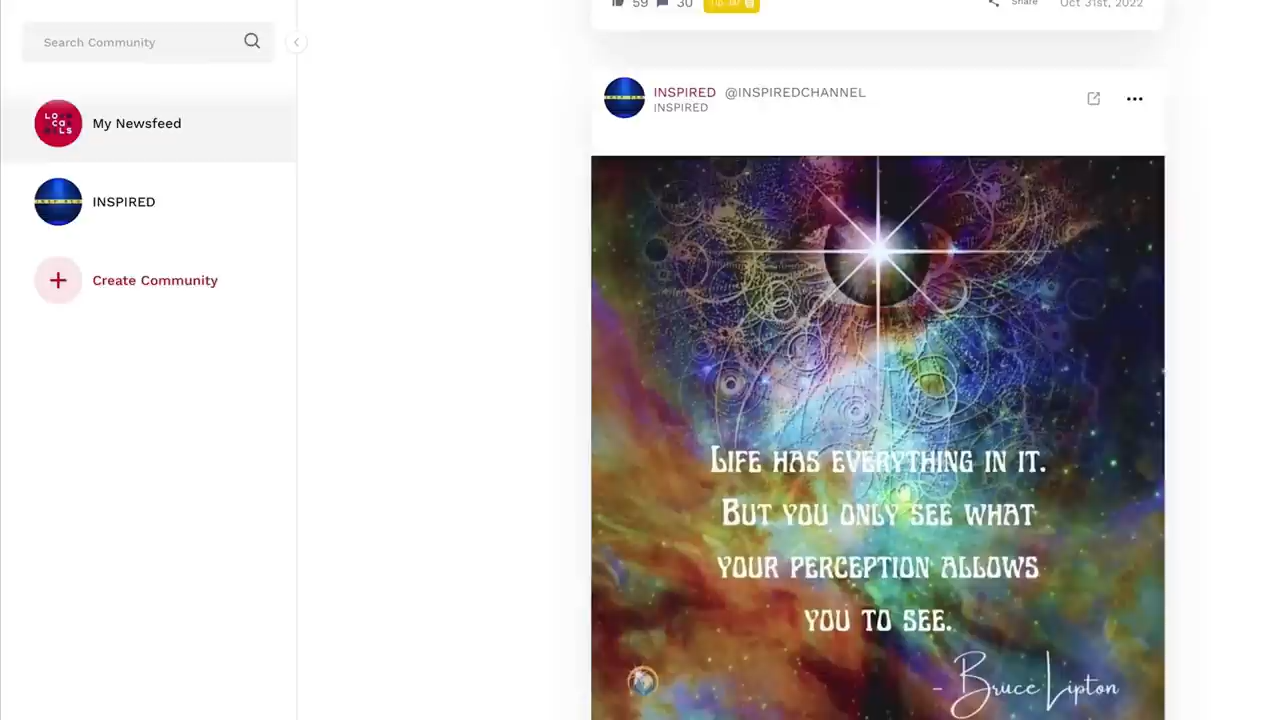 Search Community
My Newsfeed
INSPIRED
Create Community
59 30 Share Oct 31st, 2022
INSPIRED @INSPIREDCHANNEL
INSPIRED
LIFE HAS EVERYTHING IN IT.
BUT YOU ONLY SEE WHAT
YOUR PERCEPTION ALLOWS
YOU TO SEE.
- Bruce Lipton